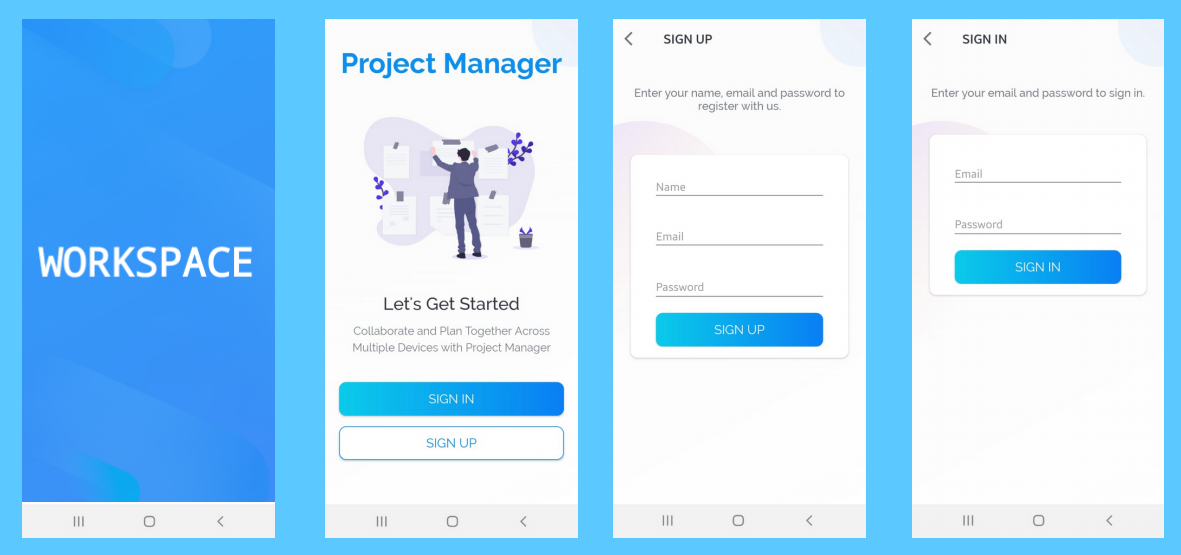 WORKSPACE
Project Manager
Let's Get Started
Collaborate and Plan Together Across
Multiple Devices with Project Manager
SIGN IN
SIGN UP
SIGN UP
Enter your name, email and password to
register with us.
Name
Email
Password
SIGN UP
SIGN IN
Enter your email and password to sign in.
Email
Password
SIGN IN